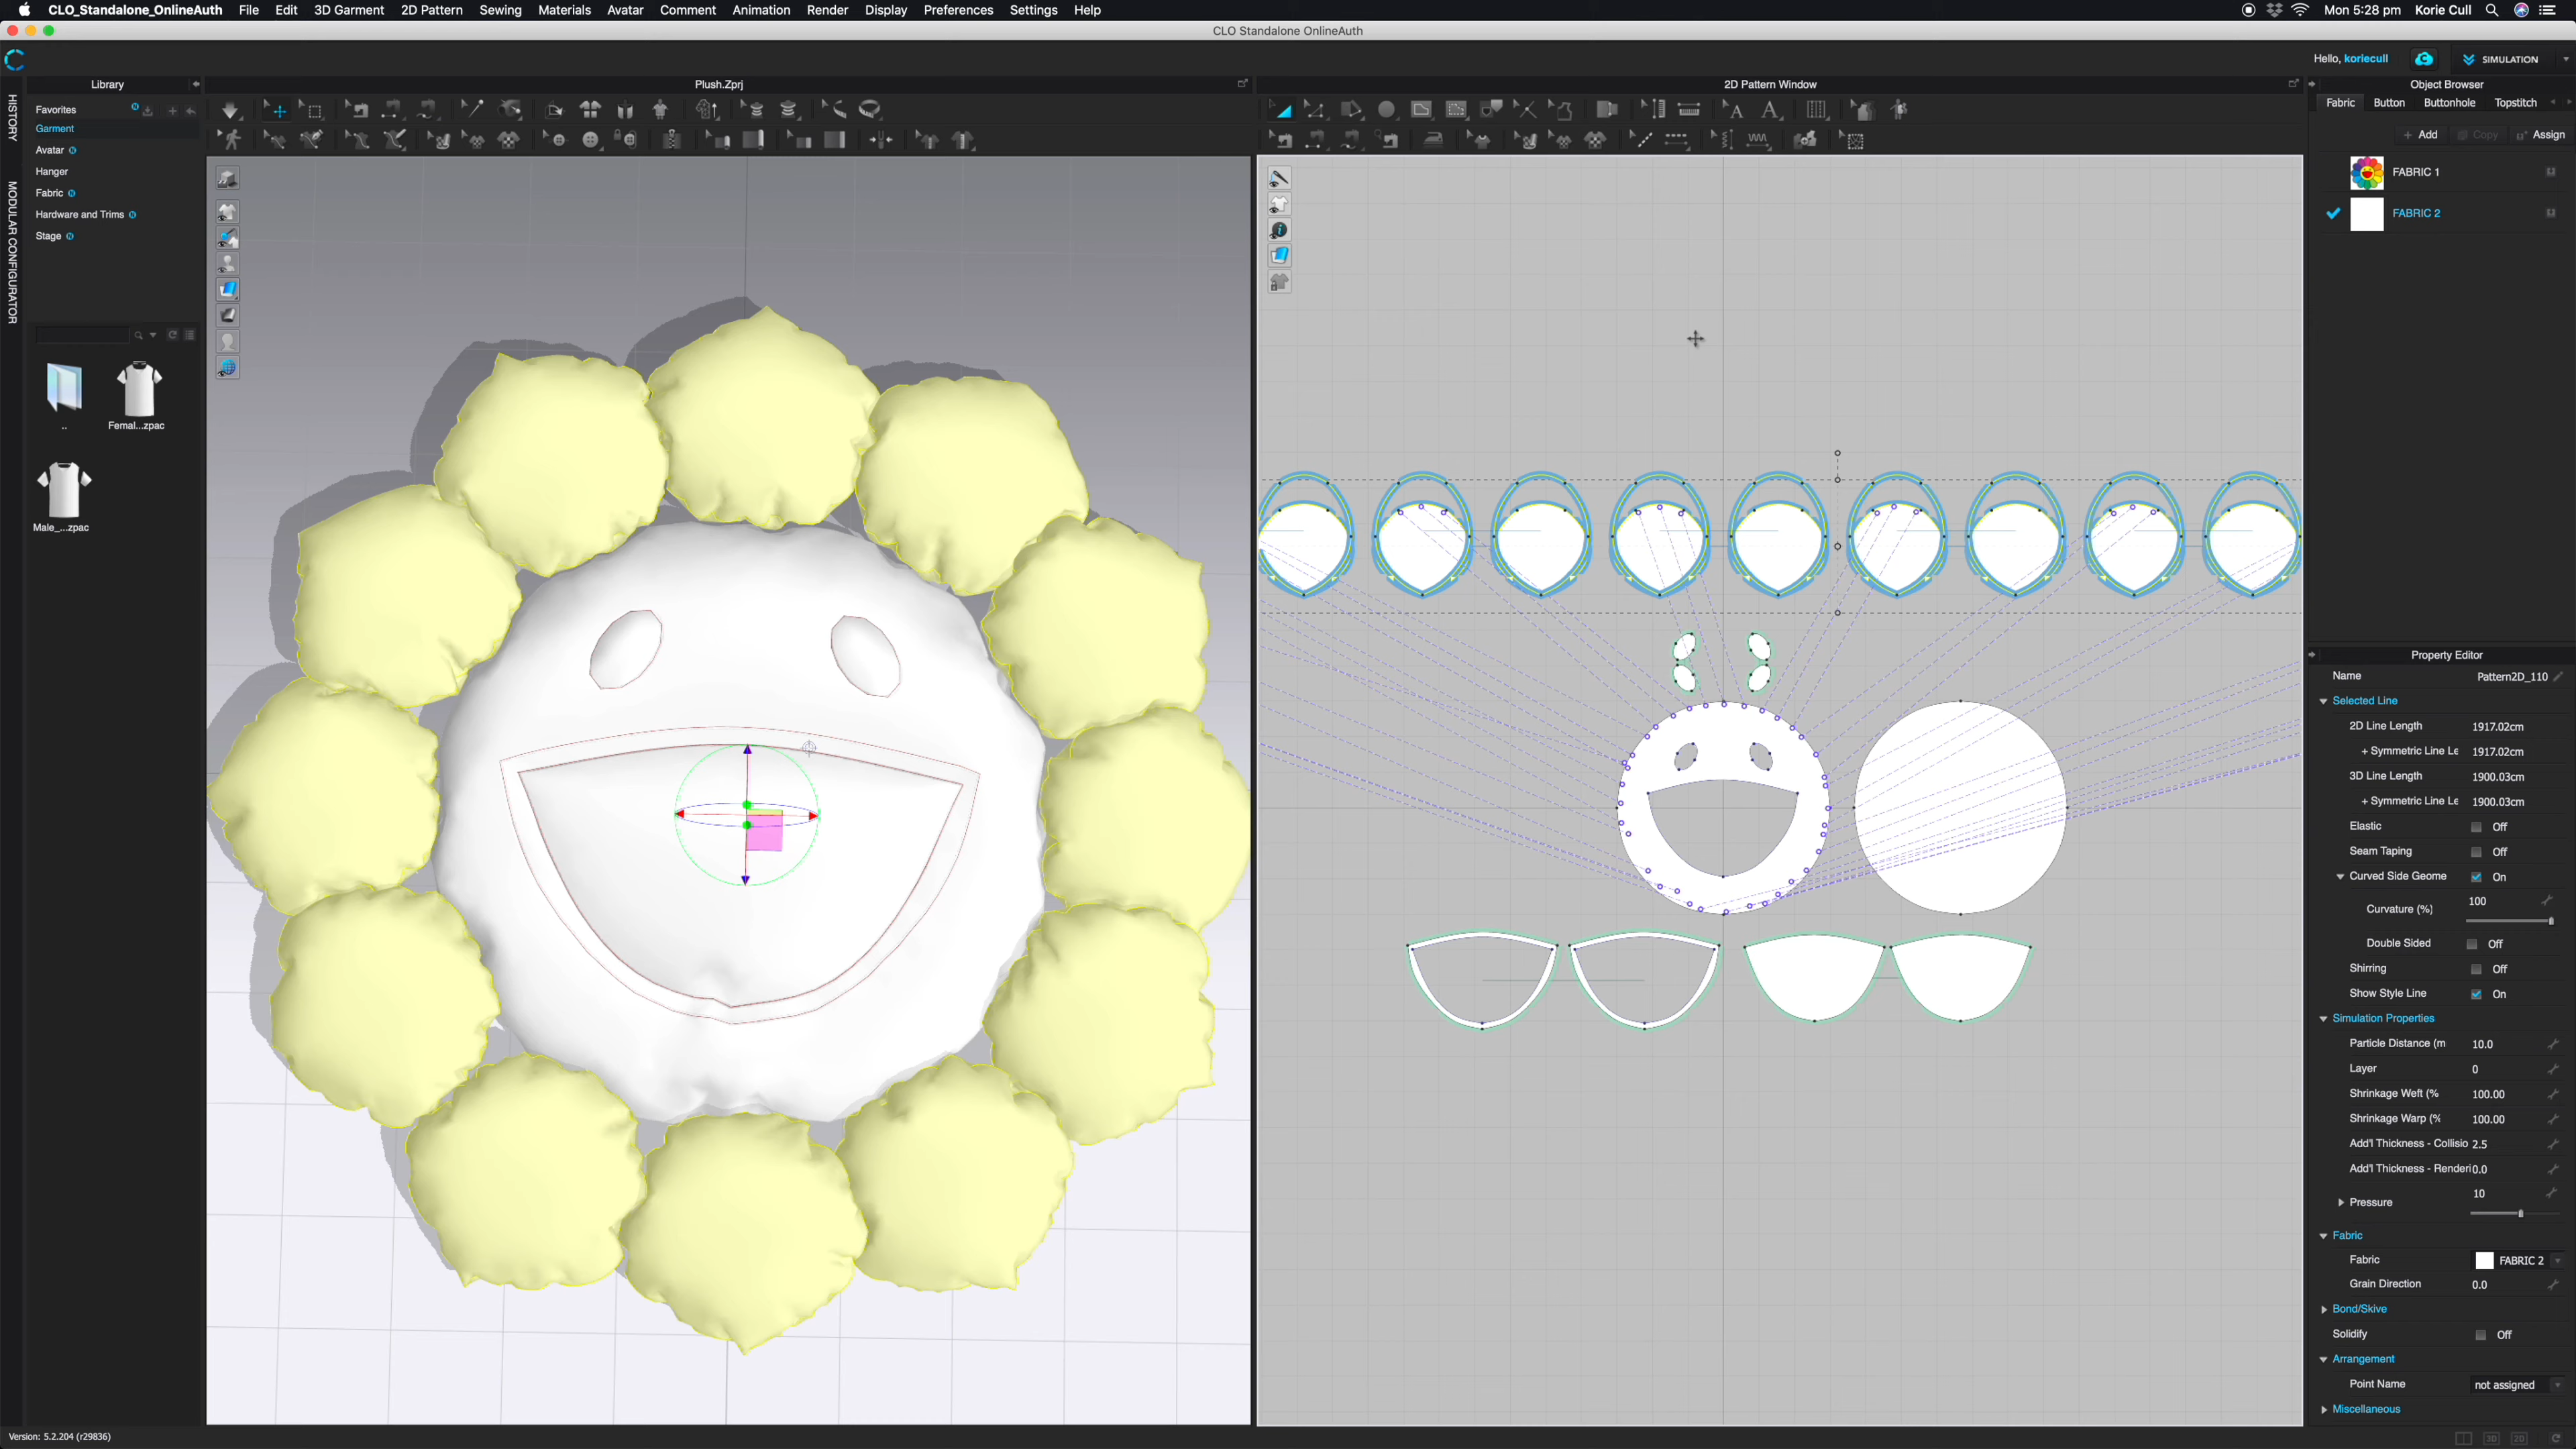 CLO_Standalone_OnlineAuth File Edit 3D Garment 2D Pattern Sewing Materials Avatar Comment Animation Render Display Preferences Settings Help Mon 5:28 pm Korie Cull
CLO Standalone OnlineAuth
Hello, koriecull SIMULATION
Library
Plush.Zprj
2D Pattern Window
Object Browser
HISTORY
MODULAR CONFIGURATOR
Favorites
Garment
Avatar
Hanger
Fabric
Hardware and Trims
Stage
..
Femal...zpac
Male_...zpac
Fabric Button Buttonhole Topstitch
+ Add Copy Assign
FABRIC 1
FABRIC 2
Property Editor
Name Pattern2D_110
Selected Line
2D Line Length 1917.02cm
+ Symmetric Line Le 1917.02cm
3D Line Length 1900.03cm
+ Symmetric Line Le 1900.03cm
Elastic Off
Seam Taping Off
Curved Side Geome On
Curvature (%) 100
Double Sided Off
Shirring Off
Show Style Line On
Simulation Properties
Particle Distance (m 10.0
Layer 0
Shrinkage Weft (% 100.00
Shrinkage Warp (% 100.00
Add'l Thickness - Collisio 2.5
Add'l Thickness - Renderi 0.0
Pressure 10
Fabric
Fabric FABRIC 2
Grain Direction 0.0
Bond/Skive
Solidify Off
Arrangement
Point Name not assigned
Miscellaneous
Version: 5.2.204 (r29836)
3D 2D